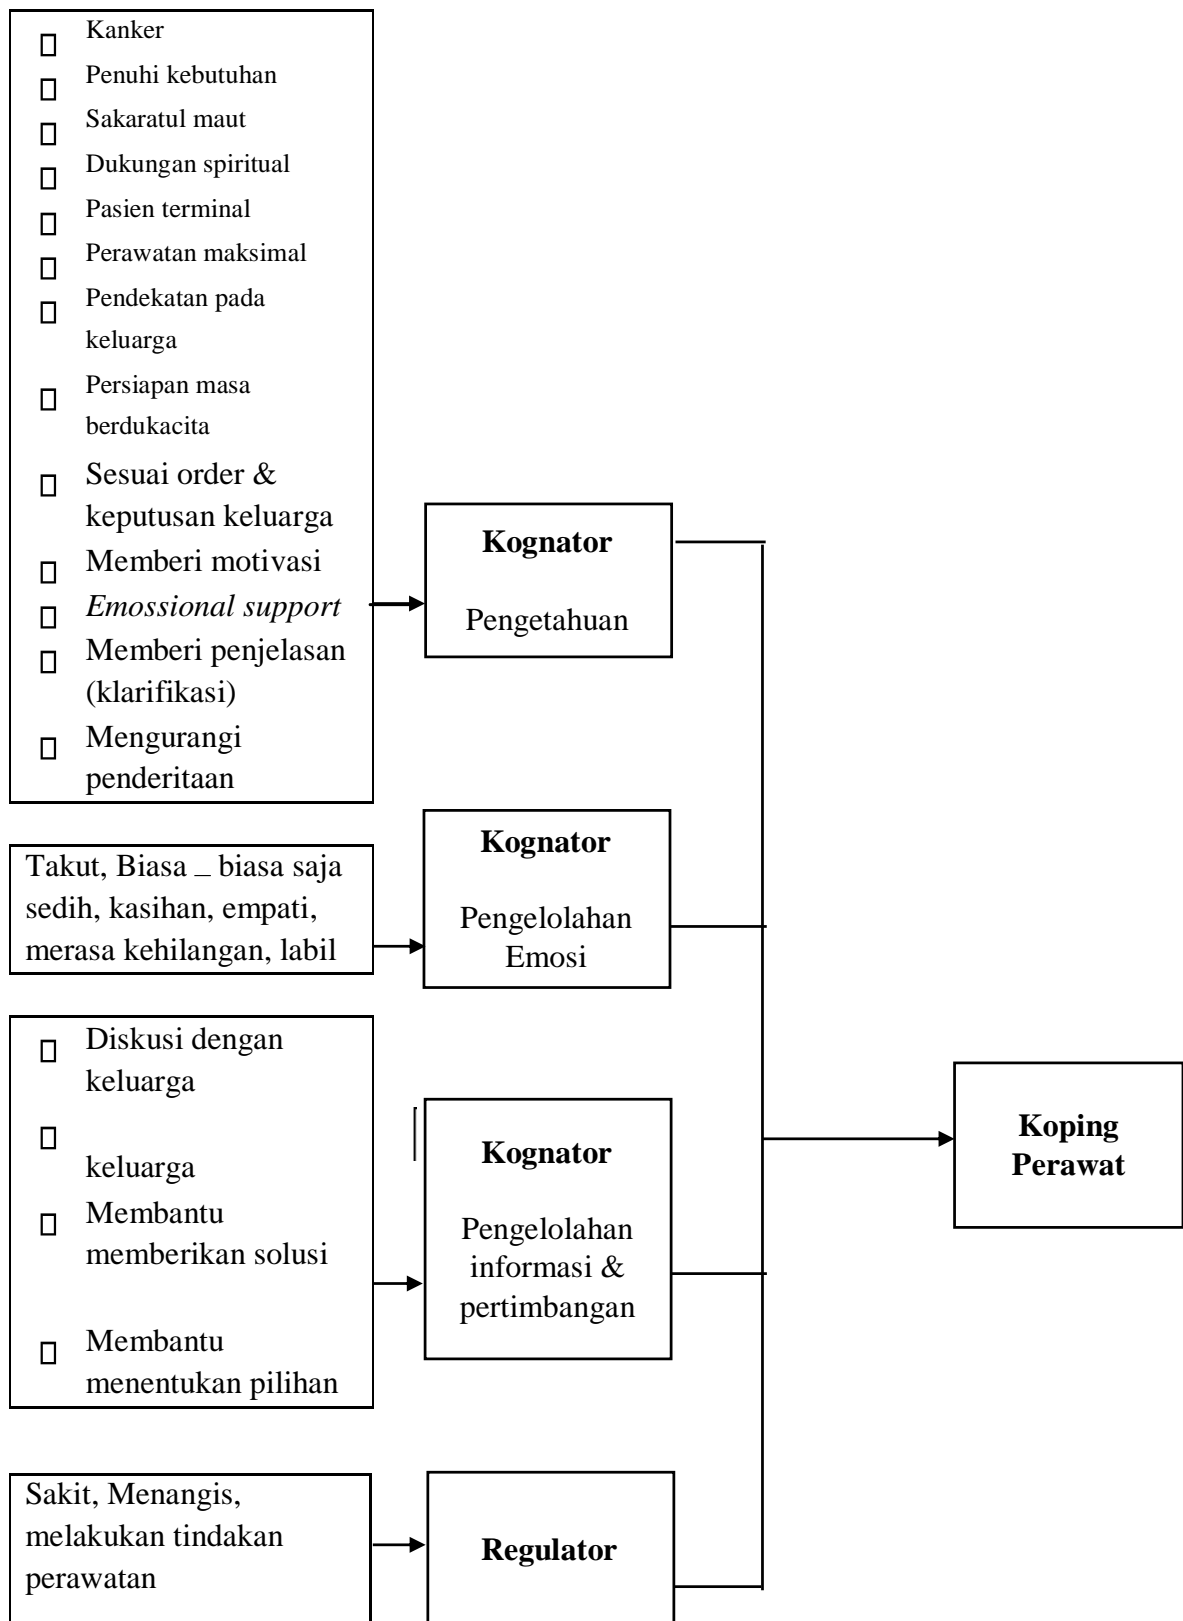 Kanker
Penuhi kebutuhan
Sakaratul maut
Dukungan spiritual
Pasien terminal
Perawatan maksimal
Pendekatan pada
keluarga
Persiapan masa
berdukacita
Sesuai order &
keputusan keluarga
Memberi motivasi
Emossional support
Memberi penjelasan
(klarifikasi)
Mengurangi
penderitaan
Kognator
Pengetahuan
Takut, Biasa – biasa saja
sedih, kasihan, empati,
merasa kehilangan, labil
Kognator
Pengelolahan
Emosi
Diskusi dengan
keluarga
keluarga
Membantu
memberikan solusi
Membantu
menentukan pilihan
Kognator
Pengelolahan
informasi &
pertimbangan
Koping
Perawat
Sakit, Menangis,
melakukan tindakan
perawatan
Regulator